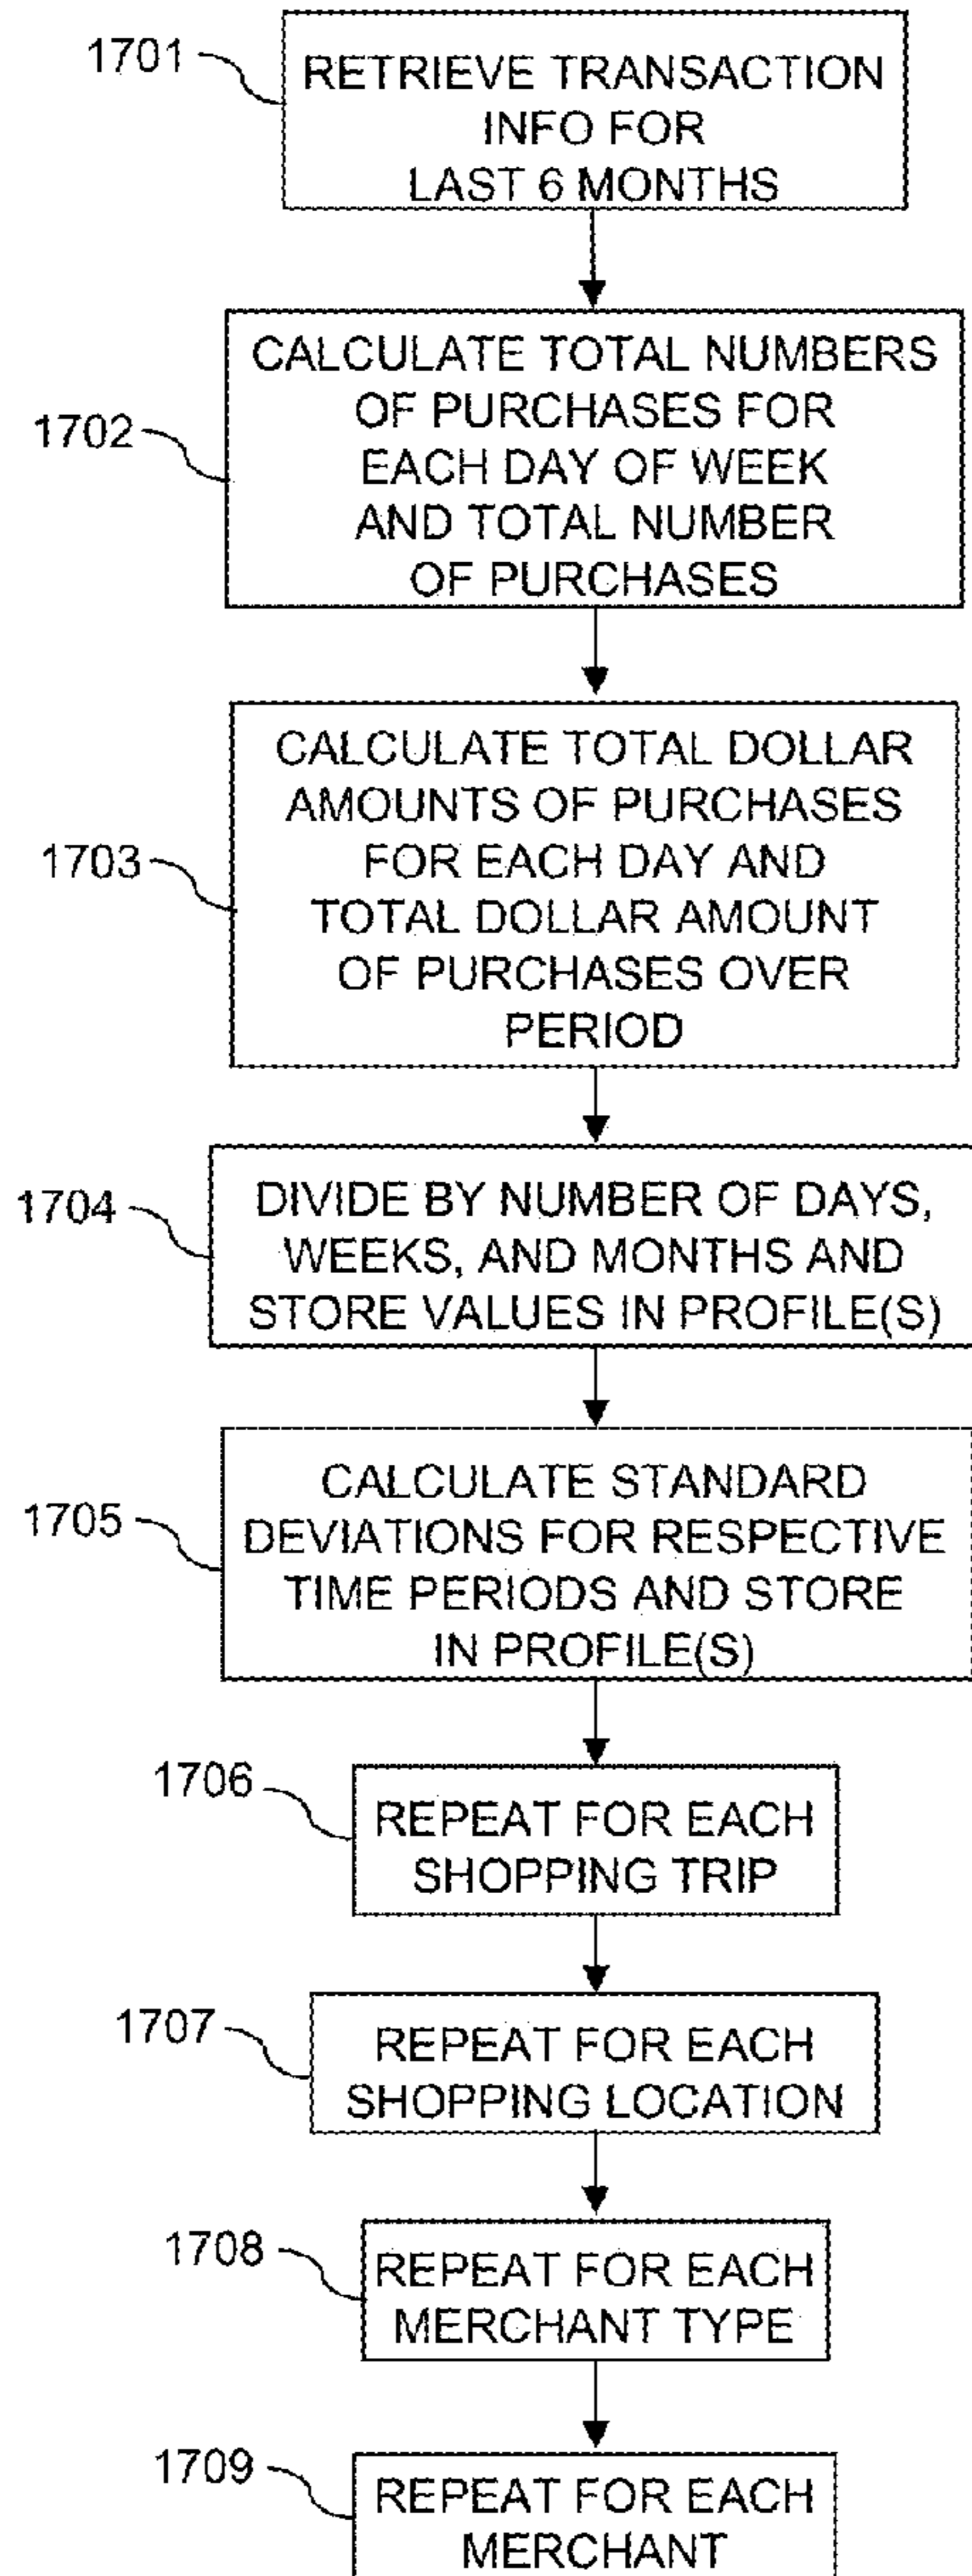 1701
RETRIEVE TRANSACTION
INFO FOR
LAST 6 MONTHS
1702
CALCULATE TOTAL NUMBERS
OF PURCHASES FOR
EACH DAY OF WEEK
AND TOTAL NUMBER
OF PURCHASES
1703
CALCULATE TOTAL DOLLAR
AMOUNTS OF PURCHASES
FOR EACH DAY AND
TOTAL DOLLAR AMOUNT
OF PURCHASES OVER
PERIOD
1704
DIVIDE BY NUMBER OF DAYS,
WEEKS, AND MONTHS AND
STORE VALUES IN PROFILE(S)
1705
CALCULATE STANDARD
DEVIATIONS FOR RESPECTIVE
TIME PERIODS AND STORE
IN PROFILE(S)
1706
REPEAT FOR EACH
SHOPPING TRIP
1707
REPEAT FOR EACH
SHOPPING LOCATION
1708
REPEAT FOR EACH
MERCHANT TYPE
1709
REPEAT FOR EACH
MERCHANT